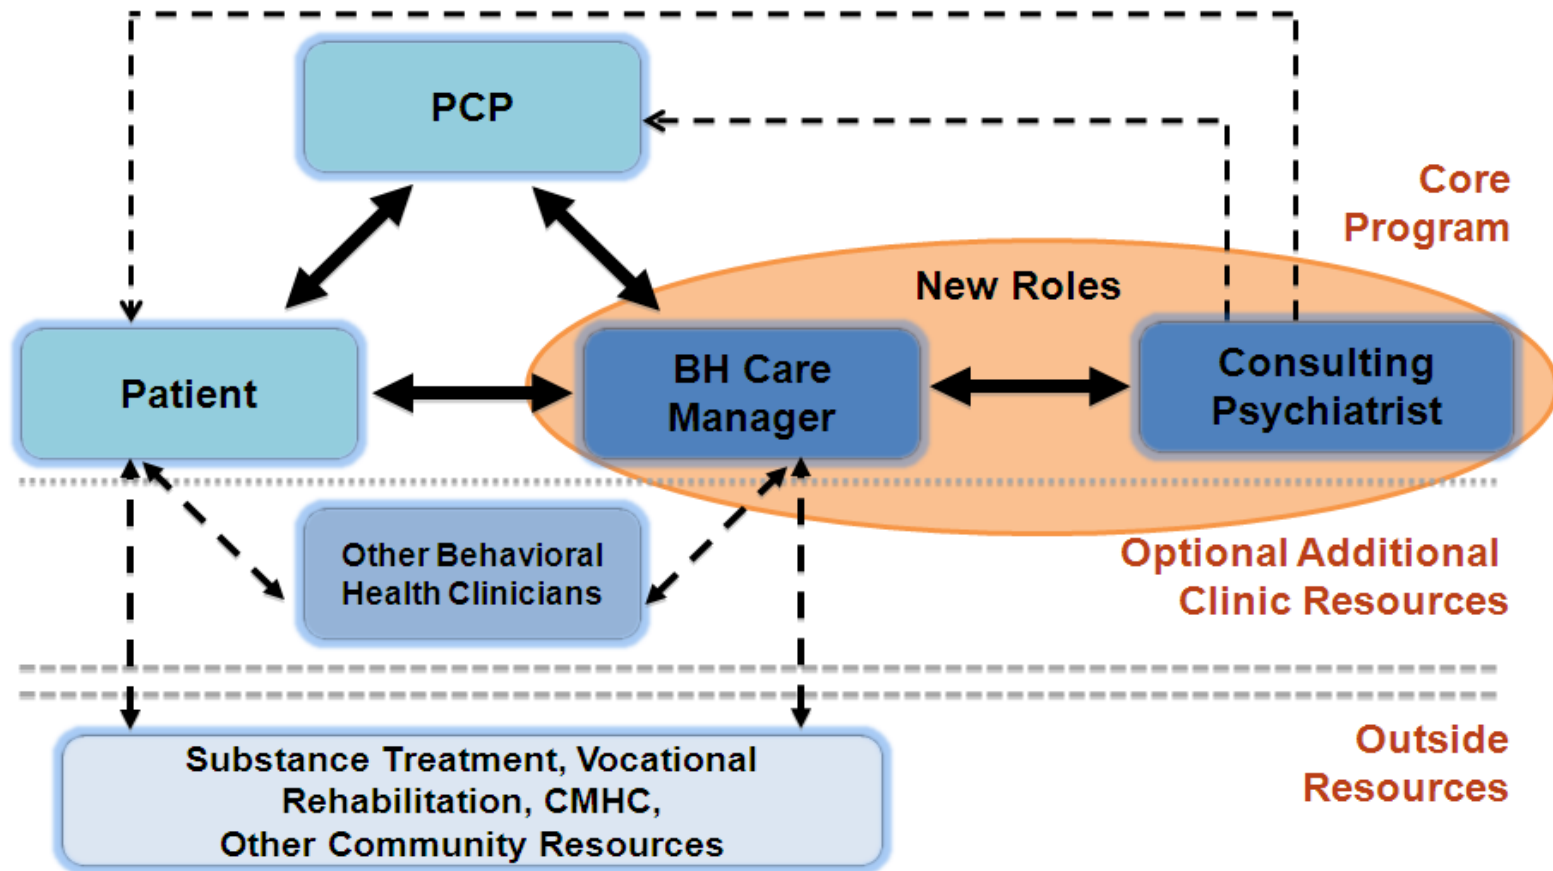 PCP
Core
Program
New Roles
Patient
BH Care
Manager
Consulting
Psychiatrist
Other Behavioral
Health Clinicians
Optional Additional
Clinic Resources
Substance Treatment, Vocational
Rehabilitation, CMHC,
Other Community Resources
Outside
Resources